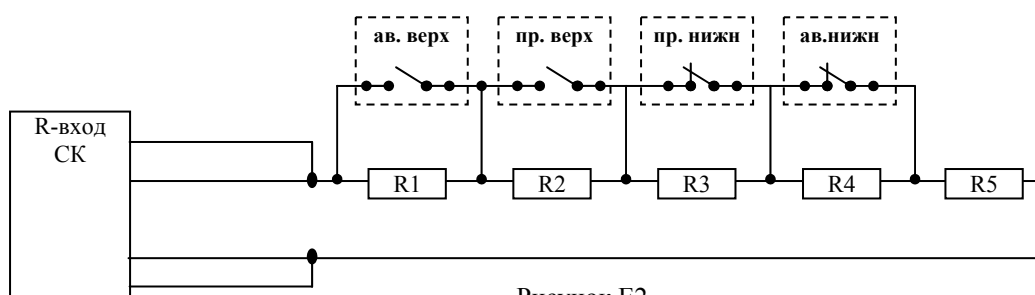 ав. верх
пр. верх
пр. нижн
ав.нижн
R-вход
СК
R1
R2
R3
R4
R5
Рисунок Г2